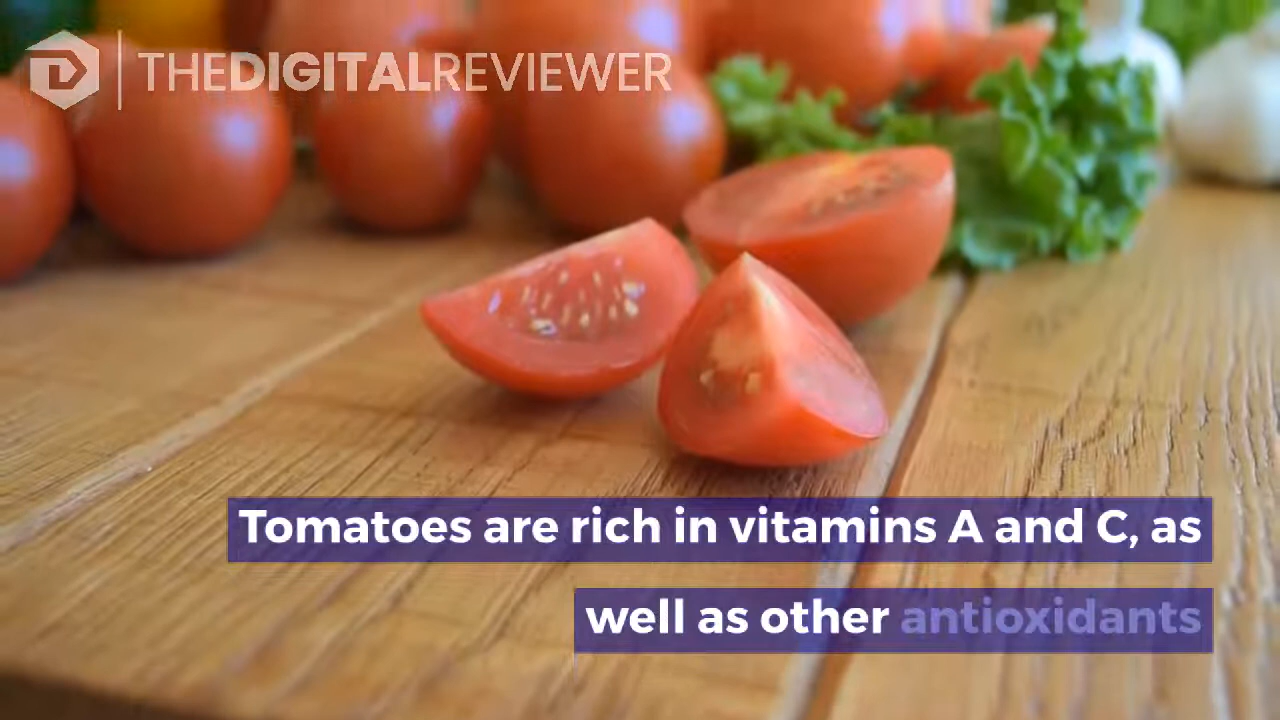 THEDIGITALREVIEWER
Tomatoes are rich in vitamins A and C, as
well as other antioxidants